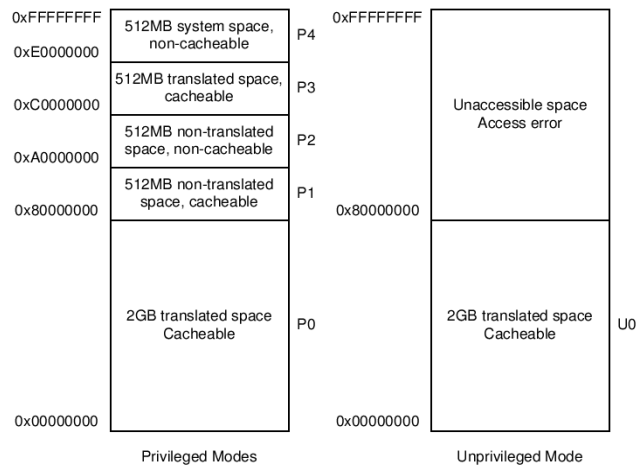 0xFFFFFFFF
512MB system space,
non-cacheable
P4
0xE0000000
512MB translated space,
cacheable
P3
0xC0000000
512MB non-translated
space, non-cacheable
P2
0xA0000000
512MB non-translated
space, cacheable
P1
0x80000000
2GB translated space
Cacheable
P0
0x00000000
Privileged Modes
0xFFFFFFFF
Unaccessible space
Access error
0x80000000
2GB translated space
Cacheable
U0
0x00000000
Unprivileged Mode